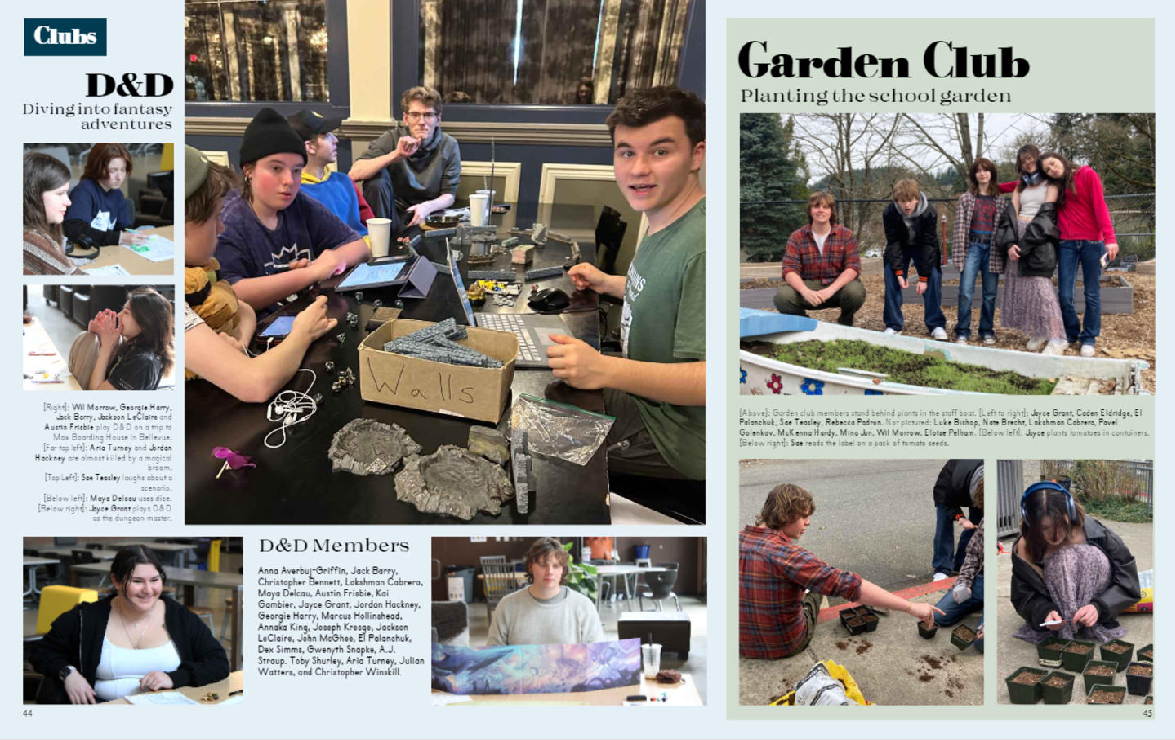 Clubs
D&D
Diving into fantasy
adventures
[Right]: Wil Morrow, Georgie Harry,
Jack Barry, Jackson LeClaire and
Austin Frisbie play D&D on a trip to
Mox Boarding House in Bellevue.
[Far top left]: Aria Turney and Jordan
Hackney are almost killed by a magical
broom.
[Top Left]: Sae Teasley laughs about a
scenario.
[Below left]: Maya Delcau uses dice.
[Below right]: Jayce Grant plays D&D
as the dungeon master.
Walls
D&D Members
Anna Averbuj-Griffin, Jack Barry,
Christopher Bennett, Lakshman Cabrera,
Maya Delcau, Austin Frisbie, Kai
Gambier, Jayce Grant, Jordan Hackney,
Georgie Harry, Marcus Hollinshead,
Annaka King, Joseph Kresge, Jackson
LeClaire, John McGhee, El Palanchuk,
Dex Simms, Gwenyth Snopke, A.J.
Straup, Toby Shurley, Aria Turney, Julian
Watters, and Christopher Winskill.
44
Garden Club
Planting the school garden
[Above]: Garden club members stand behind plants in the staff boat. [Left to right]: Jayce Grant, Caden Eldridge, El
Palanchuk, Sae Teasley, Rebecca Padron. Not pictured: Luke Bishop, Nate Brecht, Lakshman Cabrera, Pavel
Golenkov, McKenna Hardy, Mino Jun, Wil Morrow, Eloise Pelham. [Below left]: Jayce plants tomatoes in containers.
[Below right]: Sae reads the label on a pack of tomato seeds.
45